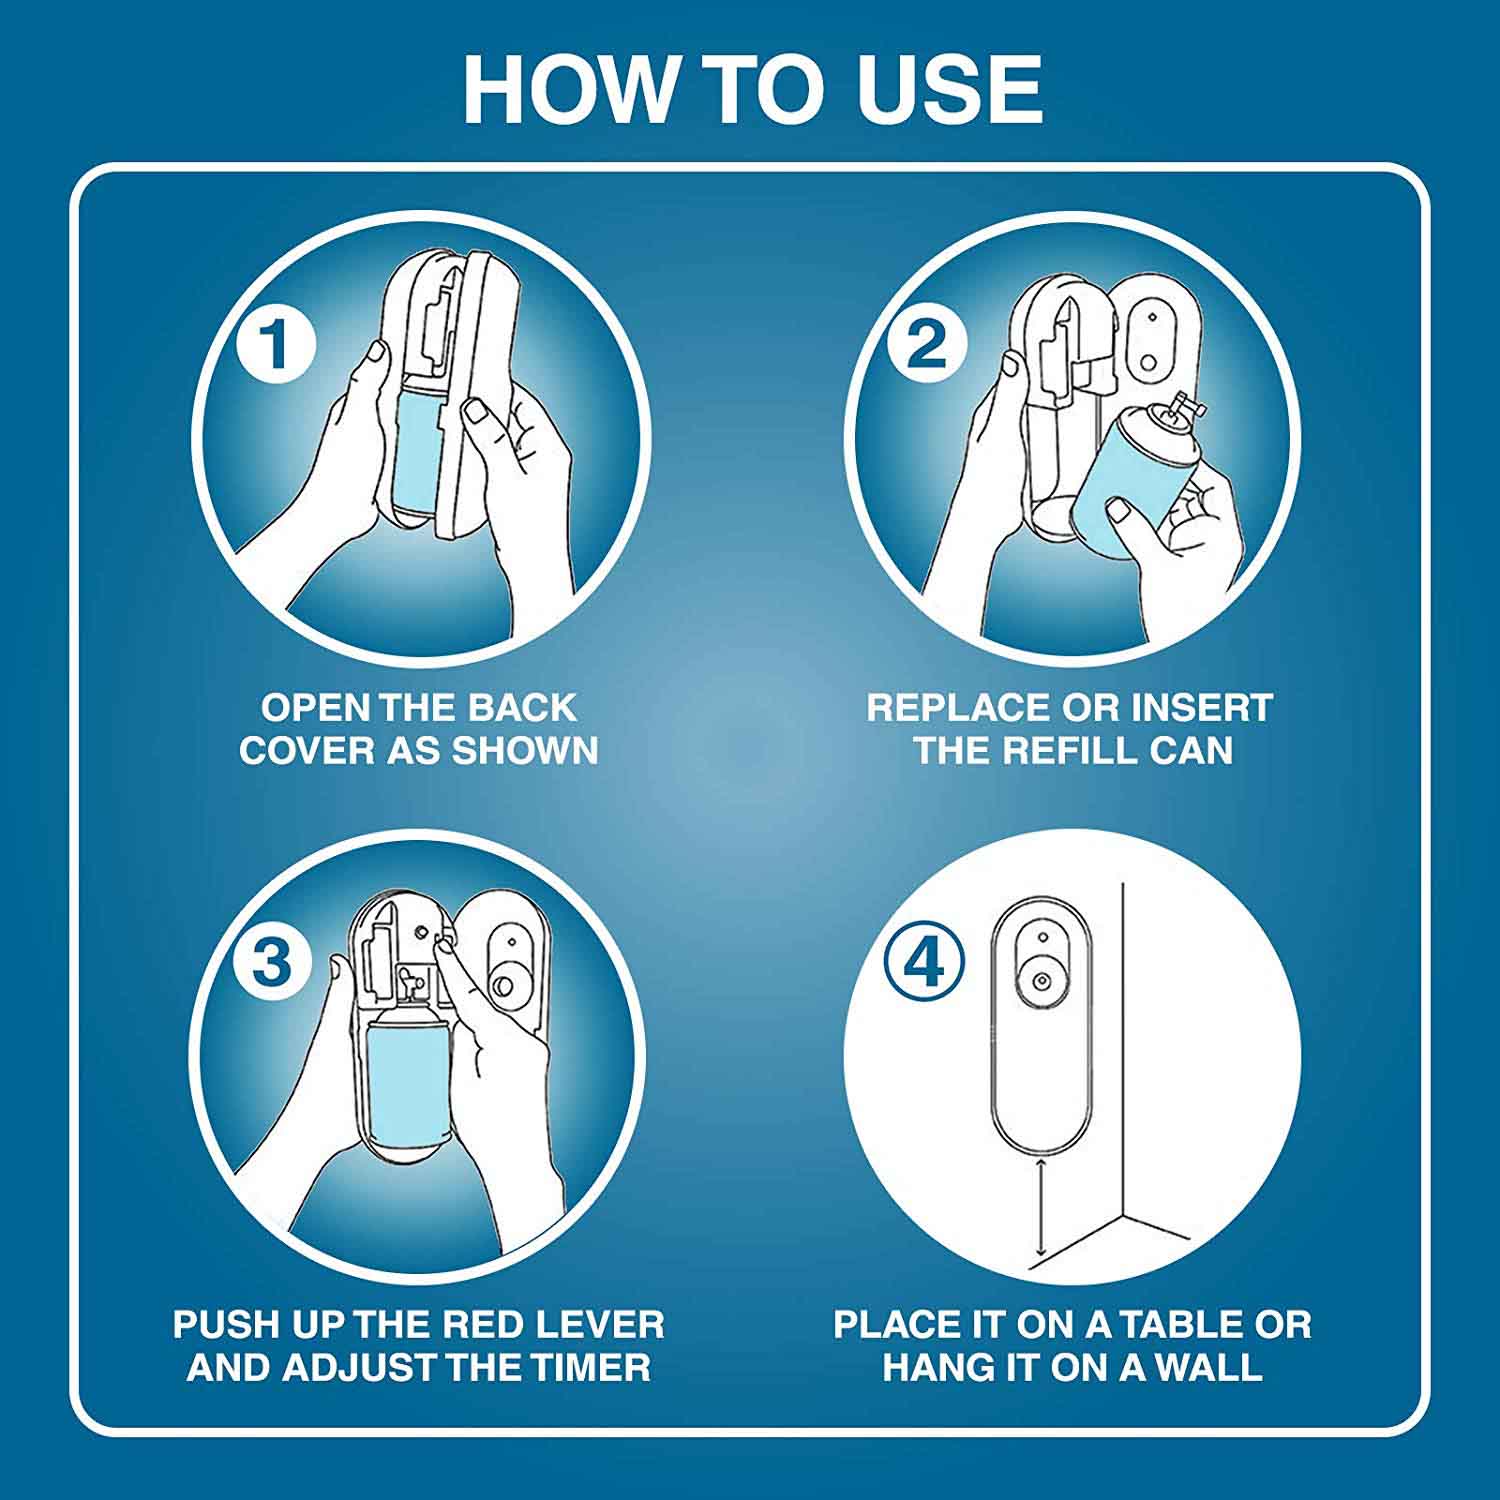 HOW TO USE
1
OPEN THE BACK
COVER AS SHOWN
2
REPLACE OR INSERT
THE REFILL CAN
3
PUSH UP THE RED LEVER
AND ADJUST THE TIMER
4
PLACE IT ON A TABLE OR
HANG IT ON A WALL